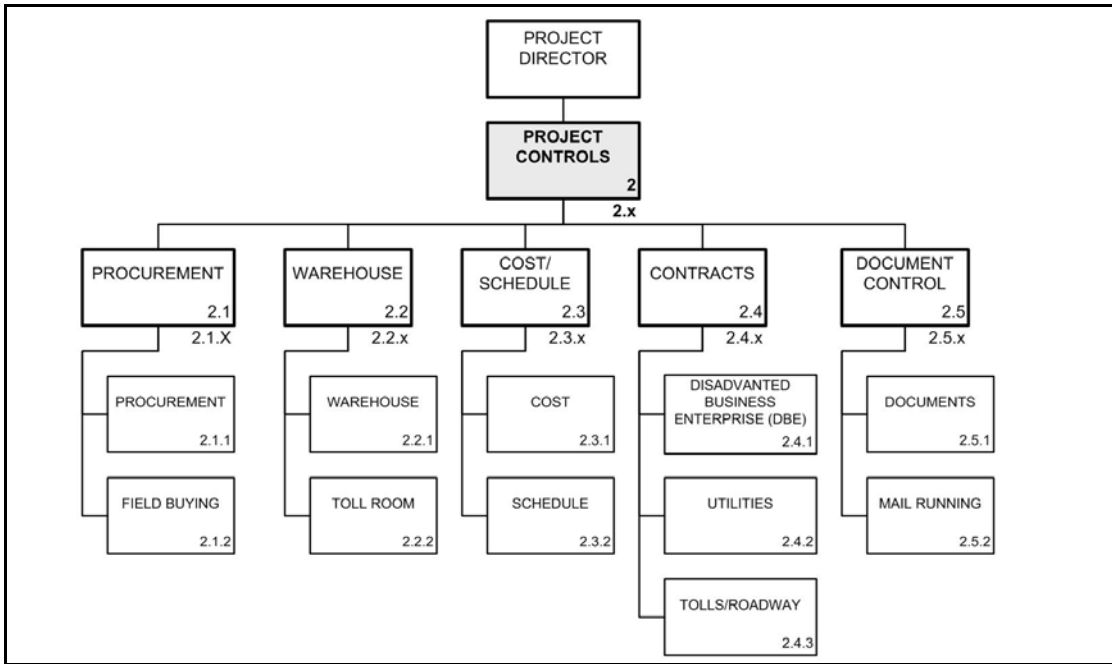 PROJECT
DIRECTOR
PROJECT
CONTROLS
2
2.x
PROCUREMENT
2.1
WAREHOUSE
2.2
COST/
SCHEDULE
2.3
CONTRACTS
2.4
DOCUMENT
CONTROL
2.5
2.1.X
2.2.x
2.3.x
2.4.x
2.5.x
PROCUREMENT
2.1.1
WAREHOUSE
2.2.1
COST
2.3.1
DISADVANTED
BUSINESS
ENTERPRISE (DBE)
2.4.1
DOCUMENTS
2.5.1
FIELD BUYING
2.1.2
TOLL ROOM
2.2.2
SCHEDULE
2.3.2
UTILITIES
2.4.2
MAIL RUNNING
2.5.2
TOLLS/ROADWAY
2.4.3